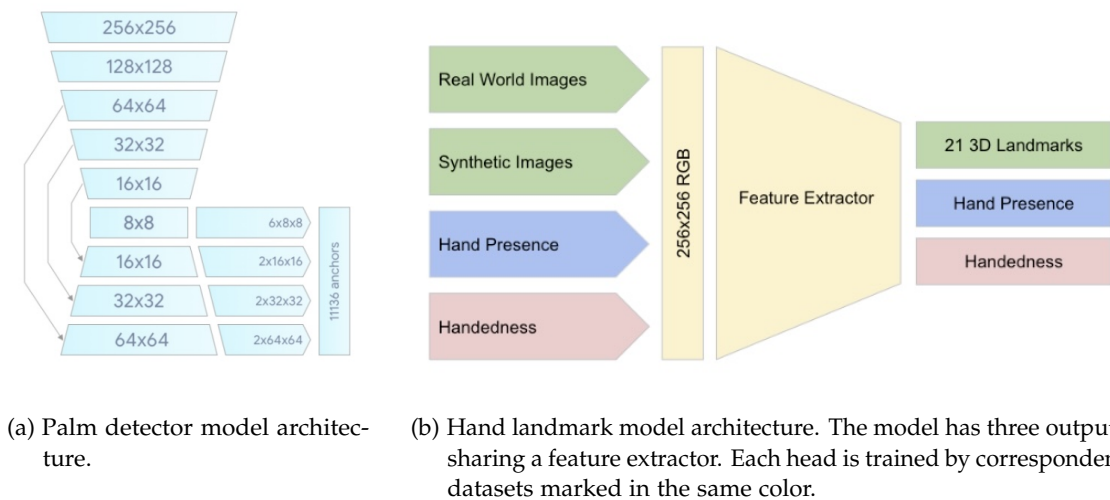 256x256
128x128
64x64
32x32
16x16
8x8
6x8x8
16x16
2x16x16
32x32
2x32x32
64x64
2x64x64
11136 anchors
Real World Images
Synthetic Images
Hand Presence
Handedness
256x256 RGB
Feature Extractor
21 3D Landmarks
Hand Presence
Handedness
(a) Palm detector model architec-
ture.
(b) Hand landmark model architecture. The model has three output
sharing a feature extractor. Each head is trained by corresponden
datasets marked in the same color.